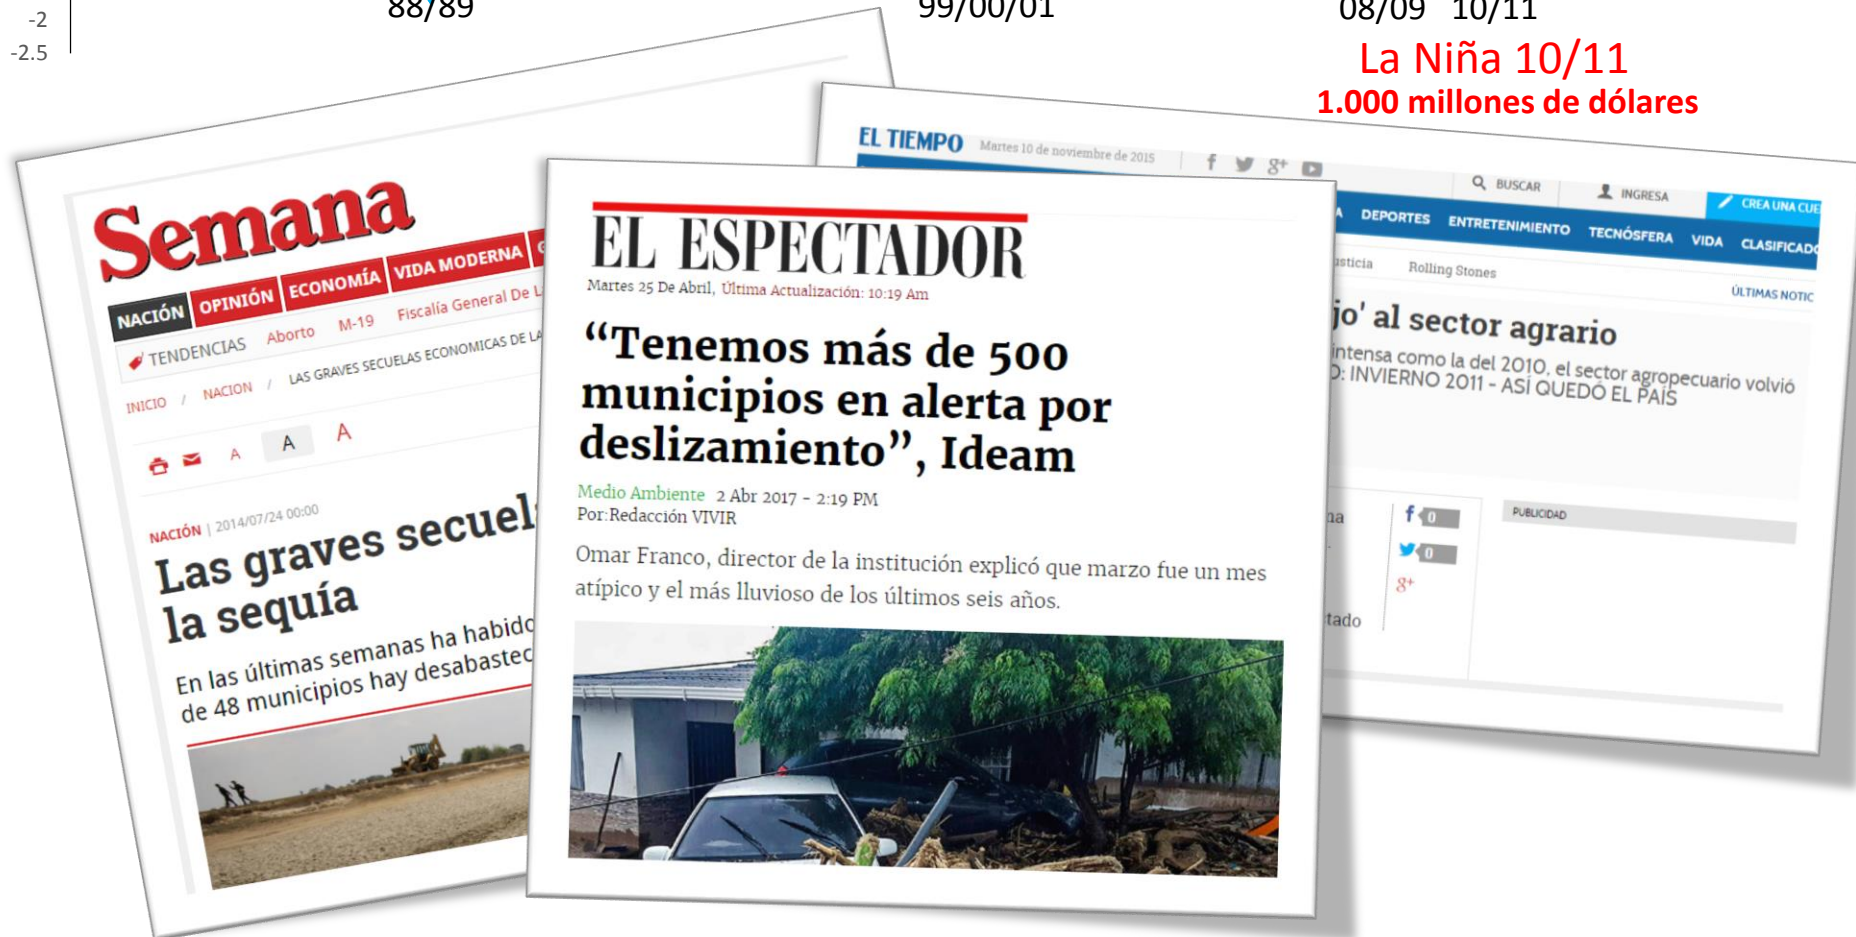 -2
-2.5
88/89
99/00/01
08/09 10/11
La Niña 10/11
1.000 millones de dólares
Semana
NACIÓN OPINIÓN ECONOMÍA VIDA MODERNA
TENDENCIAS Aborto M-19 Fiscalía General De
INICIO / NACION / LAS GRAVES SECUELAS ECONOMICAS DE LA
A A A
NACIÓN | 2014/07/24 00:00
Las graves
la sequía
En las últimas semanas ha habido
de 48 municipios hay
EL ESPECTADOR
Martes 25 De Abril, Última Actualización: 10:19 Am
“Tenemos más de 500
municipios en alerta por
deslizamiento”, Ideam
Medio Ambiente 2 Abr 2017 - 2:19 PM
Por:Redacción VIVIR
Omar Franco, director de la institución explicó que marzo fue un mes
atípico y el más lluvioso de los últimos seis años.
EL TIEMPO Martes 10 de noviembre de 2015
BUSCAR INGRESA CREA UNA
DEPORTES ENTRETENIMIENTO TECNÓSFERA VIDA
Rolling Stones
ÚLTIMAS
al sector agrario
intensa como la del 2010, el sector agropecuario volvió
INVIERNO 2011 - ASÍ QUEDÓ EL PAÍS
0
PUBLICIDAD
0
g+